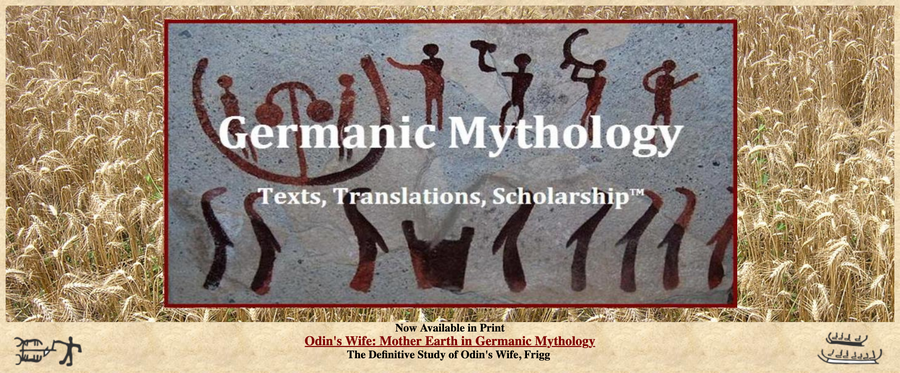 Germanic Mythology
Texts, Translations, Scholarship™
Now Available in Print
Odin's Wife: Mother Earth in Germanic Mythology
The Definitive Study of Odin's Wife, Frigg